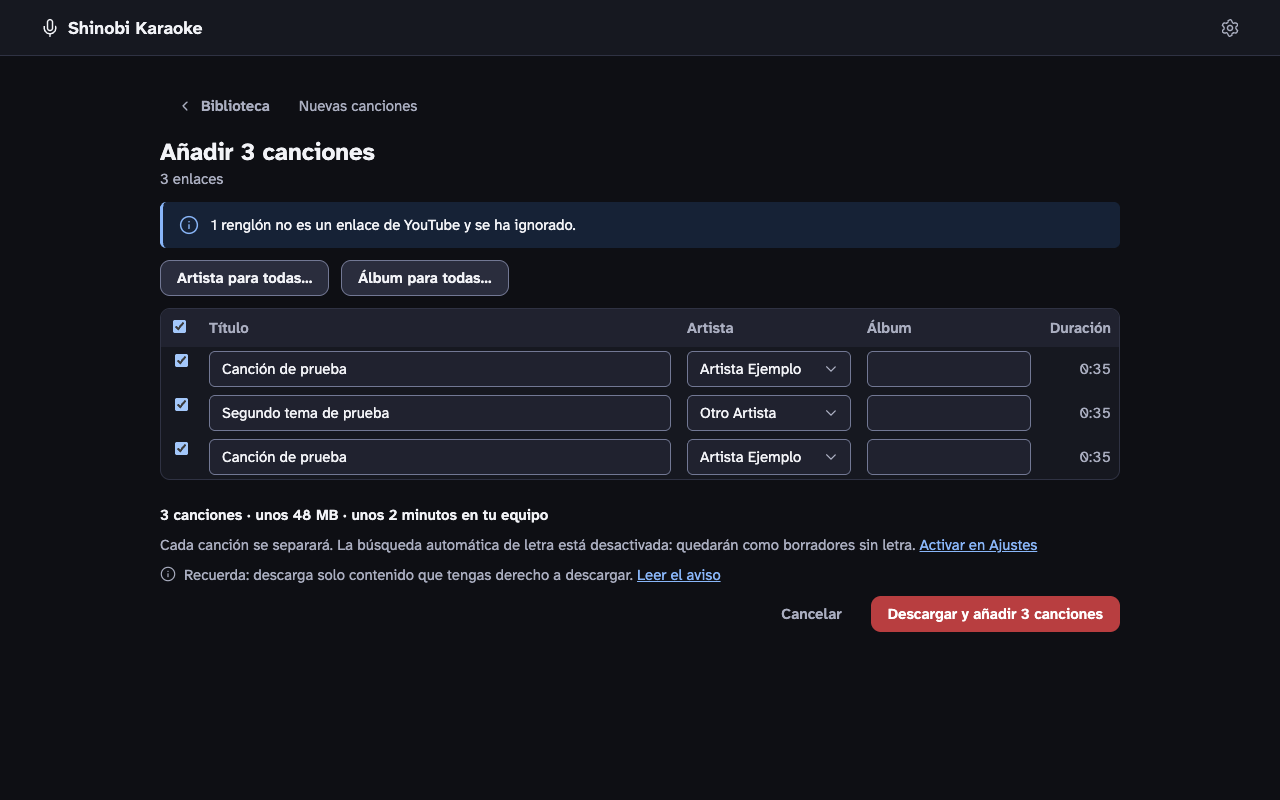 Shinobi Karaoke
Biblioteca Nuevas canciones
Añadir 3 canciones
3 enlaces
1 renglón no es un enlace de YouTube y se ha ignorado.
Artista para todas... Álbum para todas...
Título Artista Álbum Duración
Canción de prueba Artista Ejemplo 0:35
Segundo tema de prueba Otro Artista 0:35
Canción de prueba Artista Ejemplo 0:35
3 canciones · unos 48 MB · unos 2 minutos en tu equipo
Cada canción se separará. La búsqueda automática de letra está desactivada: quedarán como borradores sin letra. Activar en Ajustes
Recuerda: descarga solo contenido que tengas derecho a descargar. Leer el aviso
Cancelar Descargar y añadir 3 canciones